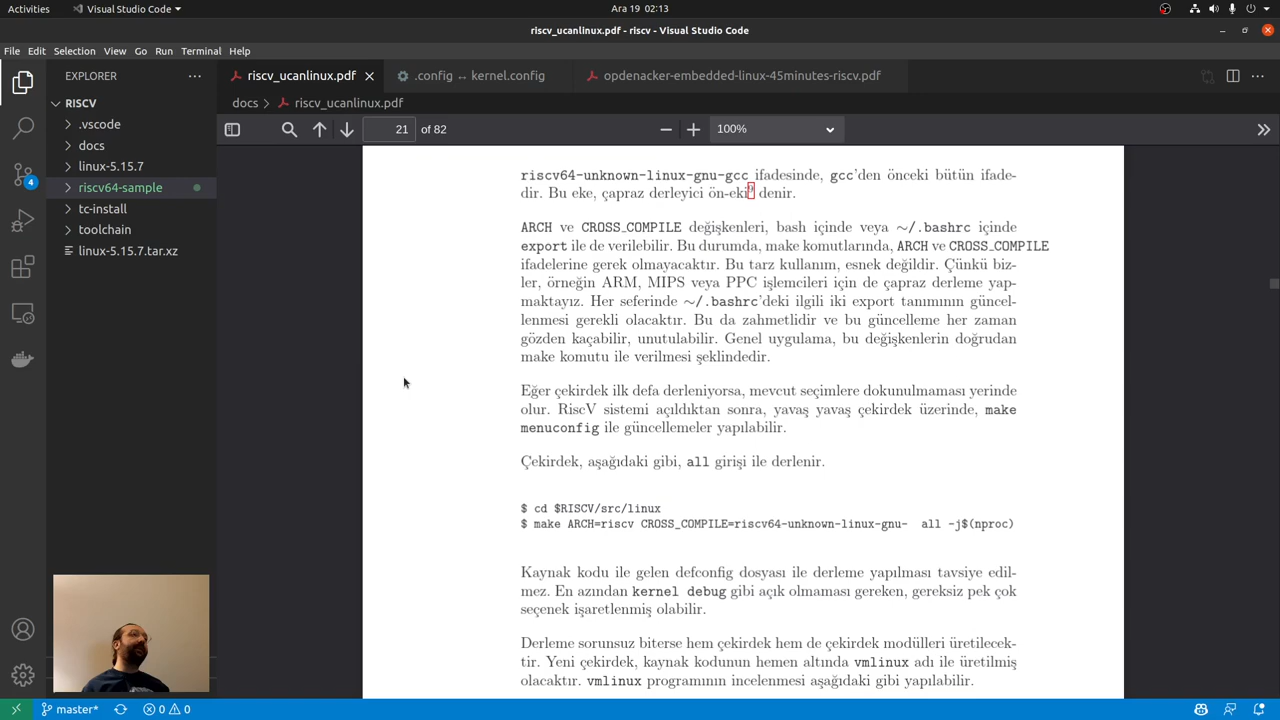 Activities
Visual Studio Code
Ara 19 02:13
riscv_ucanlinux.pdf - riscv - Visual Studio Code
File Edit Selection View Go Run Terminal Help
EXPLORER
riscv_ucanlinux.pdf
.config ↔ kernel.config
opdenacker-embedded-linux-45minutes-riscv.pdf
RISCV
docs > riscv_ucanlinux.pdf
.vscode
docs
linux-5.15.7
riscv64-sample
tc-install
toolchain
linux-5.15.7.tar.xz
4
21 of 82
100%
riscv64-unknown-linux-gnu-gcc ifadesinde, gcc'den önceki bütün ifade-
dir. Bu eke, çapraz derleyici ön-eki denir.
ARCH ve CROSS_COMPILE değişkenleri, bash içinde veya ~/.bashrc içinde
export ile de verilebilir. Bu durumda, make komutlarında, ARCH ve CROSS_COMPILE
ifadelerine gerek olmayacaktır. Bu tarz kullanım, esnek değildir. Çünkü biz-
ler, örneğin ARM, MIPS veya PPC işlemcileri için de çapraz derleme yap-
maktayız. Her seferinde ~/.bashrc'deki ilgili iki export tanımının güncel-
lenmesi gerekli olacaktır. Bu da zahmetlidir ve bu güncelleme her zaman
gözden kaçabilir, unutulabilir. Genel uygulama, bu değişkenlerin doğrudan
make komutu ile verilmesi şeklindedir.
Eğer çekirdek ilk defa derleniyorsa, mevcut seçimlere dokunulmaması yerinde
olur. RiscV sistemi açıldıktan sonra, yavaş yavaş çekirdek üzerinde, make
menuconfig ile güncellemeler yapılabilir.
Çekirdek, aşağıdaki gibi, all girişi ile derlenir.
$ cd $RISCV/src/linux
$ make ARCH=riscv CROSS_COMPILE=riscv64-unknown-linux-gnu- all -j$(nproc)
Kaynak kodu ile gelen defconfig dosyası ile derleme yapılması tavsiye edil-
mez. En azından kernel debug gibi açık olmaması gereken, gereksiz pek çok
seçenek işaretlenmiş olabilir.
Derleme sorunsuz biterse hem çekirdek hem de çekirdek modülleri üretilecek-
tir. Yeni çekirdek, kaynak kodunun hemen altında vmlinux adı ile üretilmiş
olacaktır. vmlinux programının incelenmesi aşağıdaki gibi yapılabilir.
master* 0 0